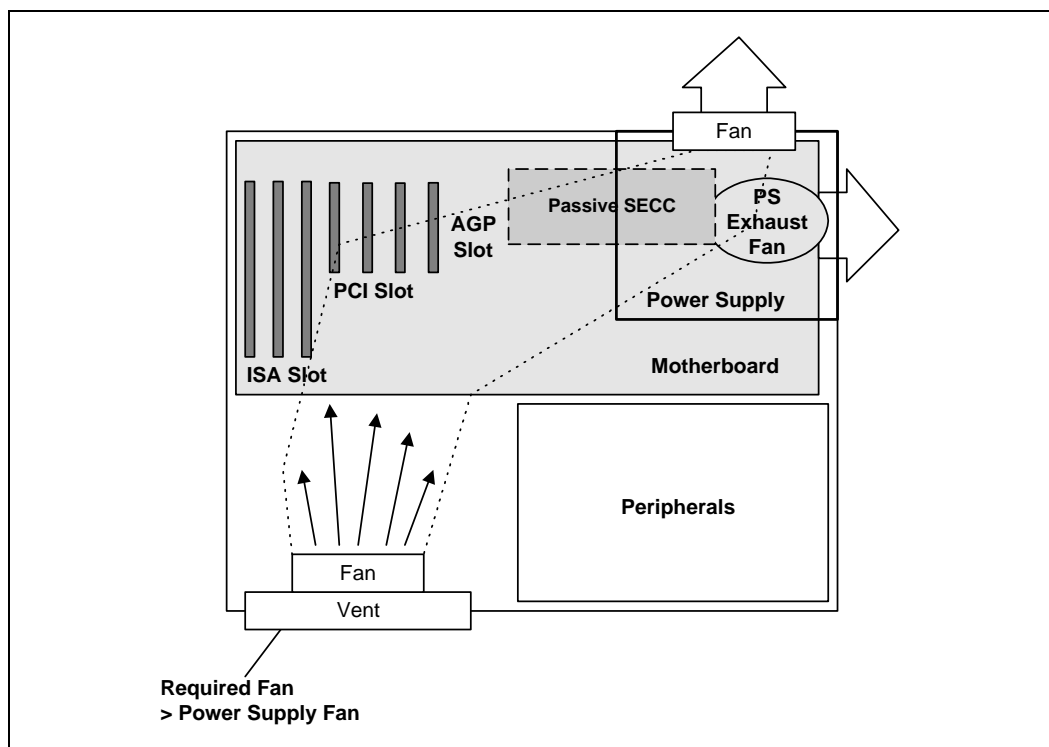 Fan
Passive SECC
PS
Exhaust
Fan
AGP
Slot
PCI Slot
Power Supply
ISA Slot
Motherboard
Peripherals
Fan
Vent
Required Fan
> Power Supply Fan